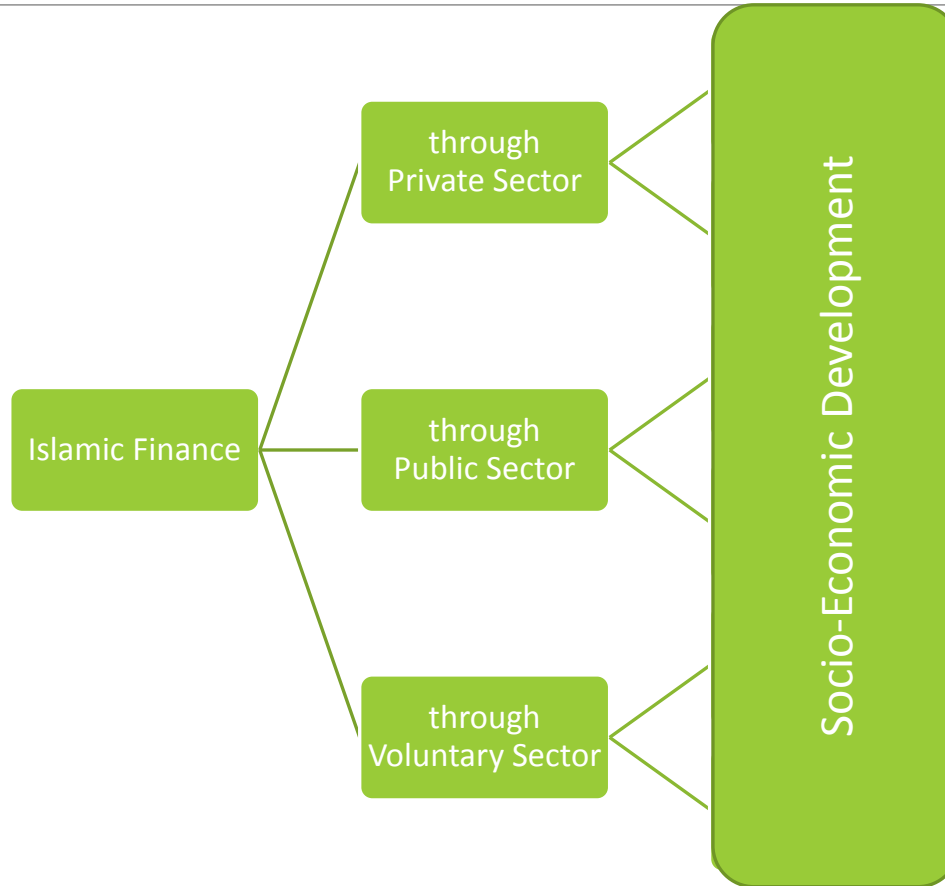 through
Private Sector
Islamic Finance
through
Public Sector
through
Voluntary Sector
Socio-Economic Development